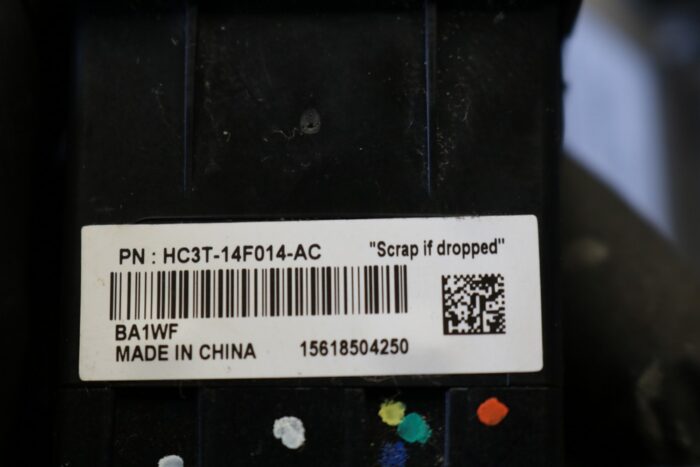 PN : HC3T-14F014-AC "Scrap if dropped"
BA1WF
MADE IN CHINA 15618504250